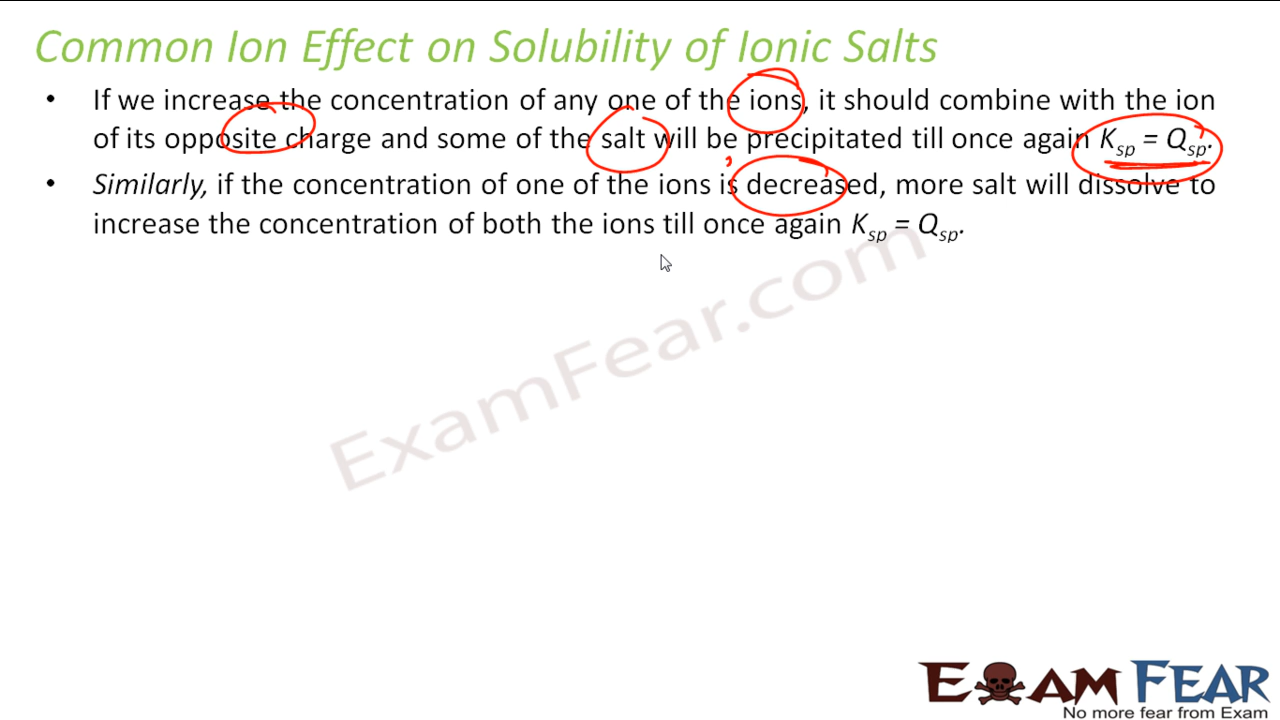 Common Ion Effect on Solubility of Ionic Salts
• If we increase the concentration of any one of the ions, it should combine with the ion
of its opposite charge and some of the salt will be precipitated till once again Ksp = Qsp.
• Similarly, if the concentration of one of the ions is decreased, more salt will dissolve to
increase the concentration of both the ions till once again Ksp = Qsp.
ExamFear.com
EXAM FEAR
No more fear from Exam